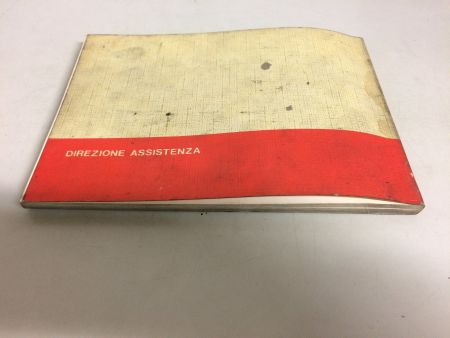 DIREZIONE ASSISTENZA